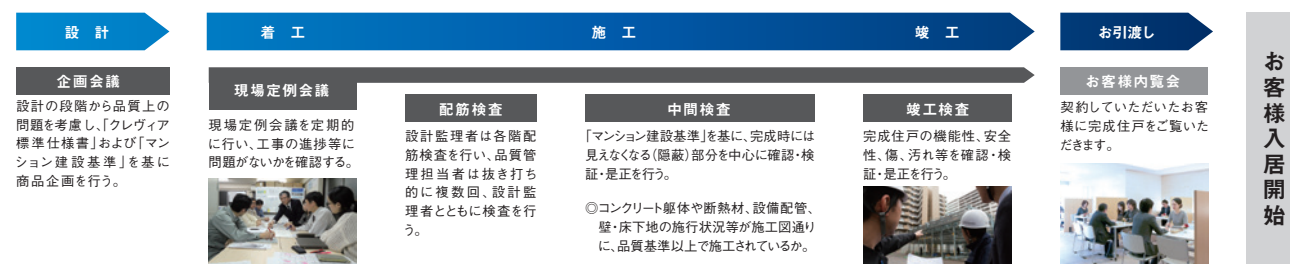 設 計
着 工
施 工
竣 工
お引渡し
お客様入居開始
企画会議
設計の段階から品質上の
問題を考慮し、「クレヴィア
標準仕様書」および「マン
ション建設基準」を基に
商品企画を行う。
現場定例会議
現場定例会議を定期的
に行い、工事の進捗等に
問題がないかを確認する。
配筋検査
設計監理者は各階配
筋検査を行い、品質管
理担当者は抜き打ち
的に複数回、設計監
理者とともに検査を行
う。
中間検査
「マンション建設基準」を基に、完成時には
見えなくなる（隠蔽）部分を中心に確認・検
証・是正を行う。
◎コンクリート躯体や断熱材、設備配管、
壁・床下地の施行状況等が施工図通り
に、品質基準以上で施工されているか。
竣工検査
完成住戸の機能性、安全
性、傷、汚れ等を確認・検
証・是正を行う。
お客様内覧会
契約していただいたお客
様に完成住戸をご覧いた
だきます。